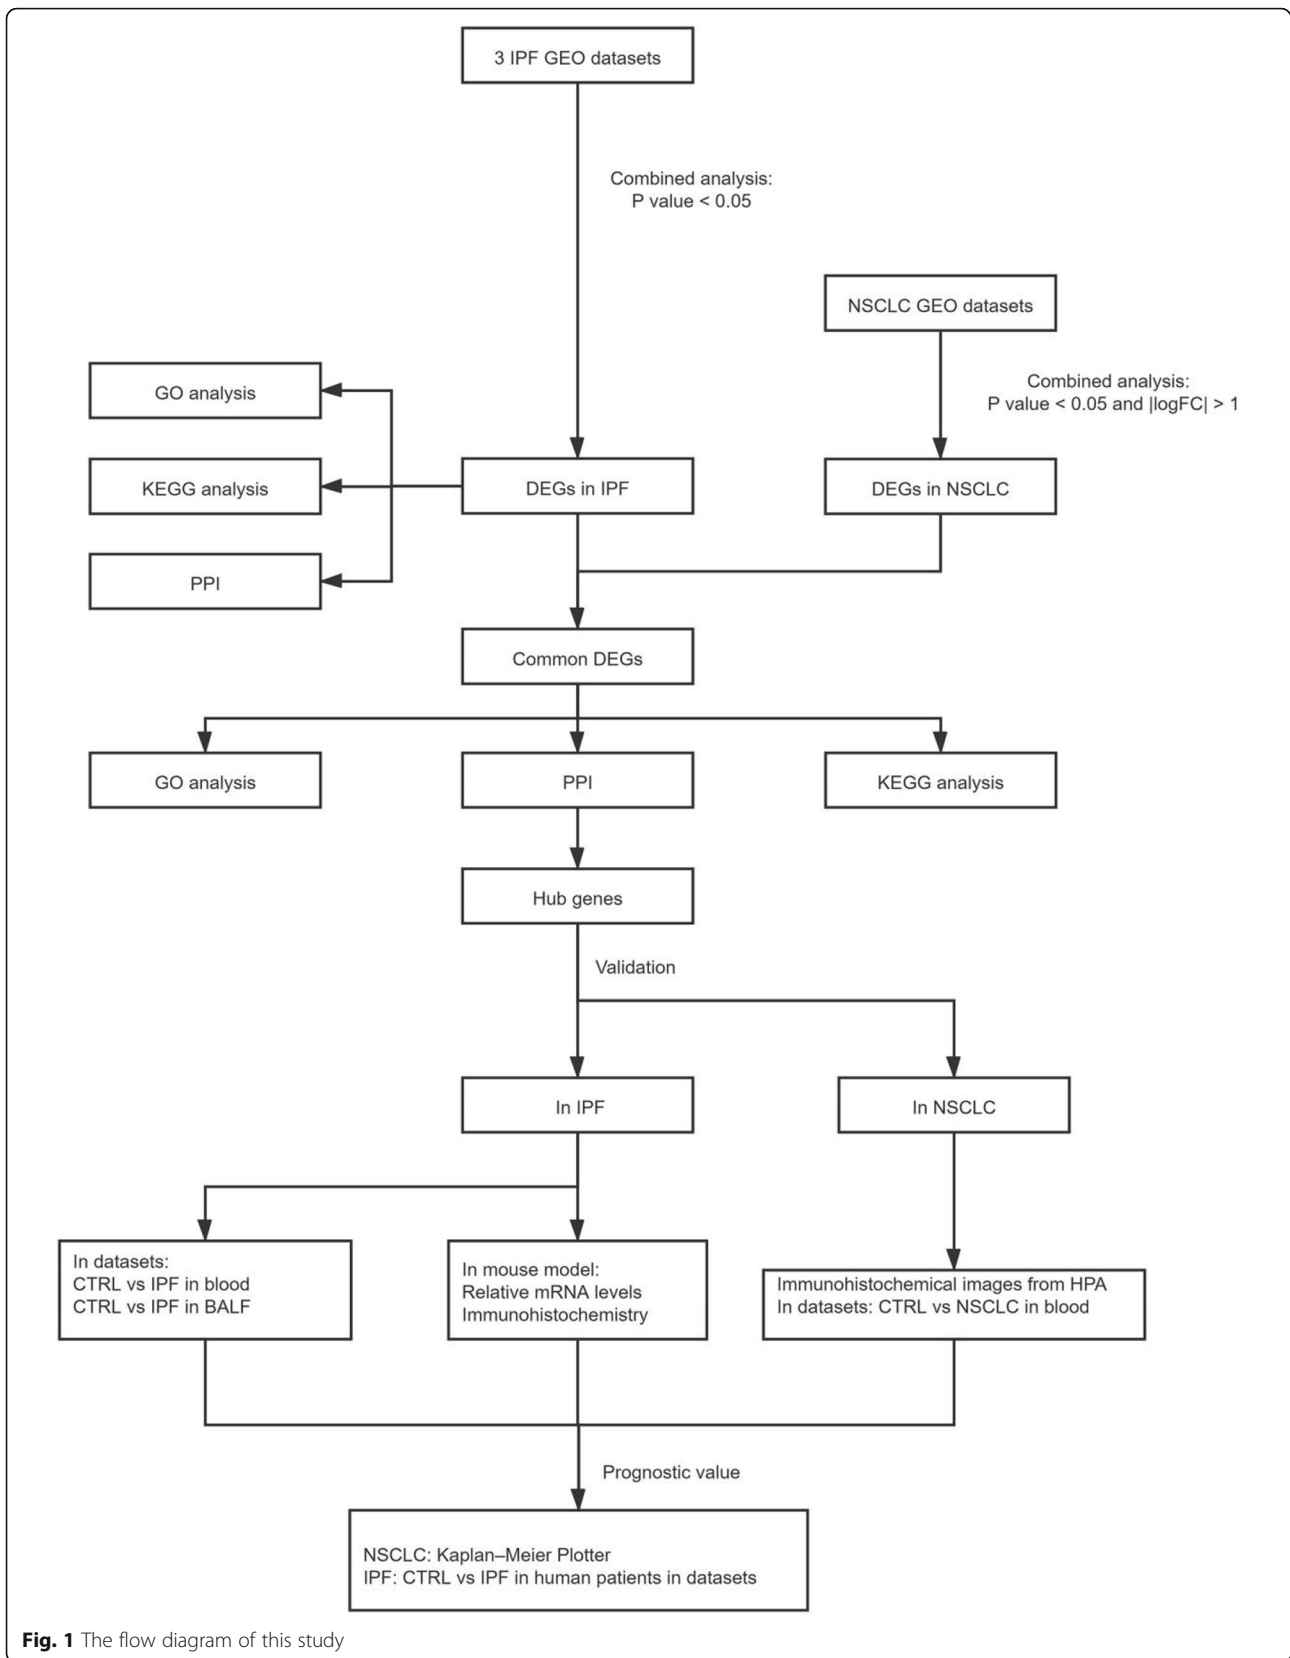 3 IPF GEO datasets
Combined analysis:
P value < 0.05
NSCLC GEO datasets
Combined analysis:
P value < 0.05 and |logFC| > 1
GO analysis
KEGG analysis
PPI
DEGs in IPF
DEGs in NSCLC
Common DEGs
GO analysis
PPI
KEGG analysis
Hub genes
Validation
In IPF
In NSCLC
In datasets:
CTRL vs IPF in blood
CTRL vs IPF in BALF
In mouse model:
Relative mRNA levels
Immunohistochemistry
Immunohistochemical images from HPA
In datasets: CTRL vs NSCLC in blood
Prognostic value
NSCLC: Kaplan–Meier Plotter
IPF: CTRL vs IPF in human patients in datasets
Fig. 1 The flow diagram of this study